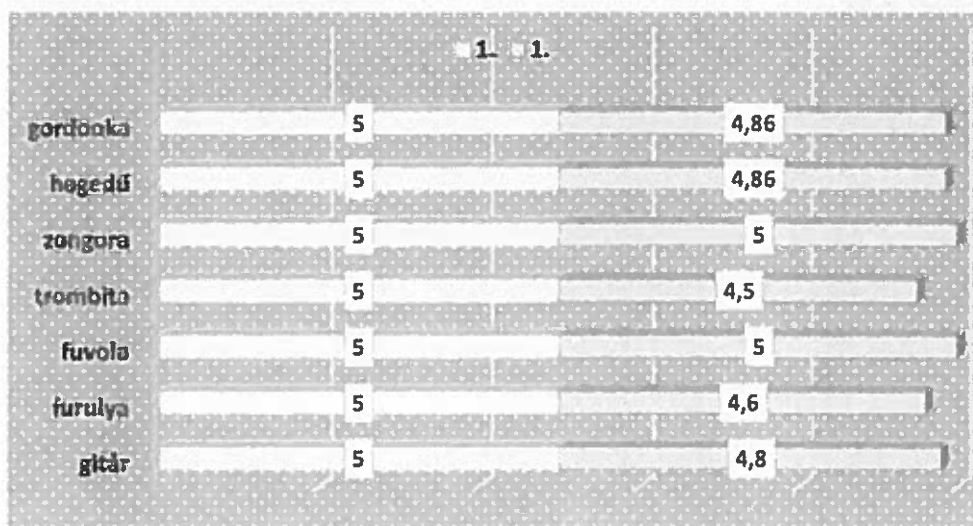 1. 1.
gordonka 5 4,86
hegedű 5 4,86
zongora 5 5
trombita 5 4,5
fuvola 5 5
furulya 5 4,6
gitár 5 4,8